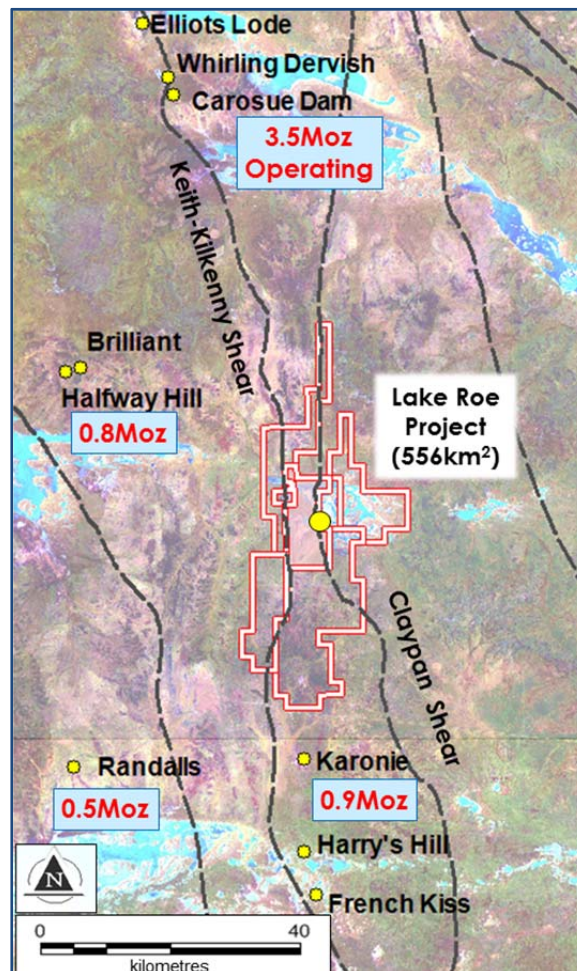 Elliots Lode
Whirling Dervish
Carosue Dam
3.5Moz
Operating
Keith-Kilkenny Shear
Brilliant
Halfway Hill
0.8Moz
Lake Roe
Project
(556km²)
Claypan Shear
Randalls
0.5Moz
Karonie
0.9Moz
Harry's Hill
French Kiss
N
0 40
kilometres